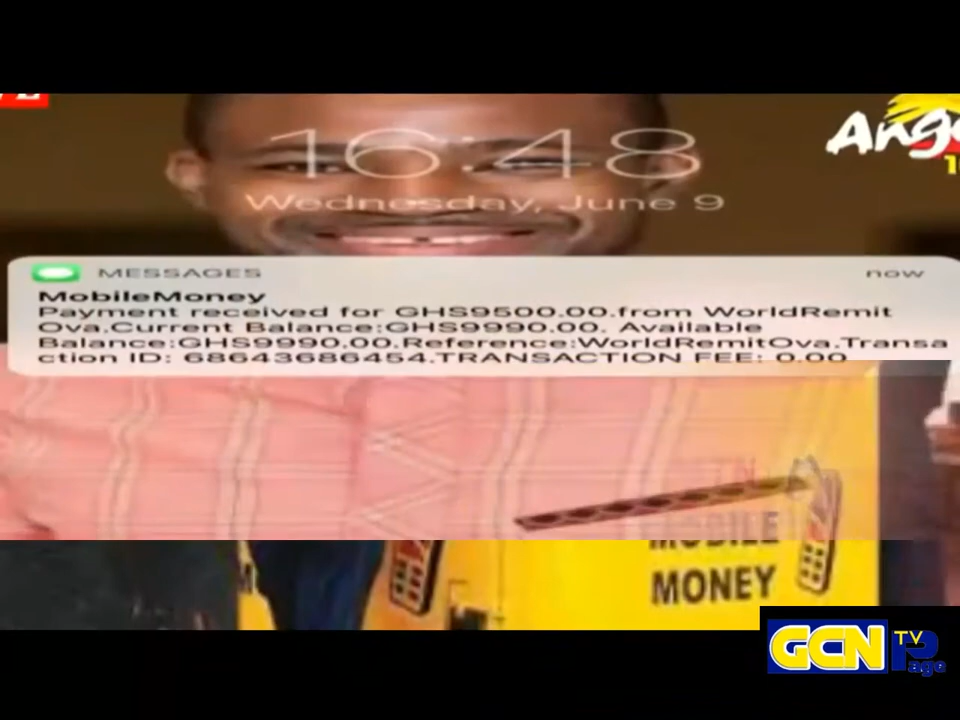 16:48
Wednesday, June 9
MESSAGES now
MobileMoney
Payment received for GHS9500.00.from WorldRemit
Ova.Current Balance:GHS9990.00. Available
Balance:GHS9990.00.Reference:WorldRemitOva.Transa
ction ID: 68643686454.TRANSACTION FEE: 0.00
MOBILE
MONEY
GCN TV
Page